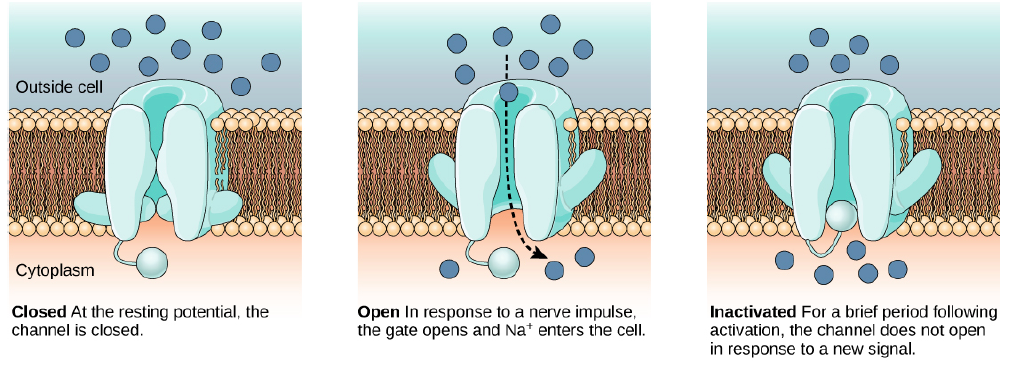 Outside cell
Cytoplasm
Closed At the resting potential, the
channel is closed.
Open In response to a nerve impulse,
the gate opens and Na⁺ enters the cell.
Inactivated For a brief period following
activation, the channel does not open
in response to a new signal.